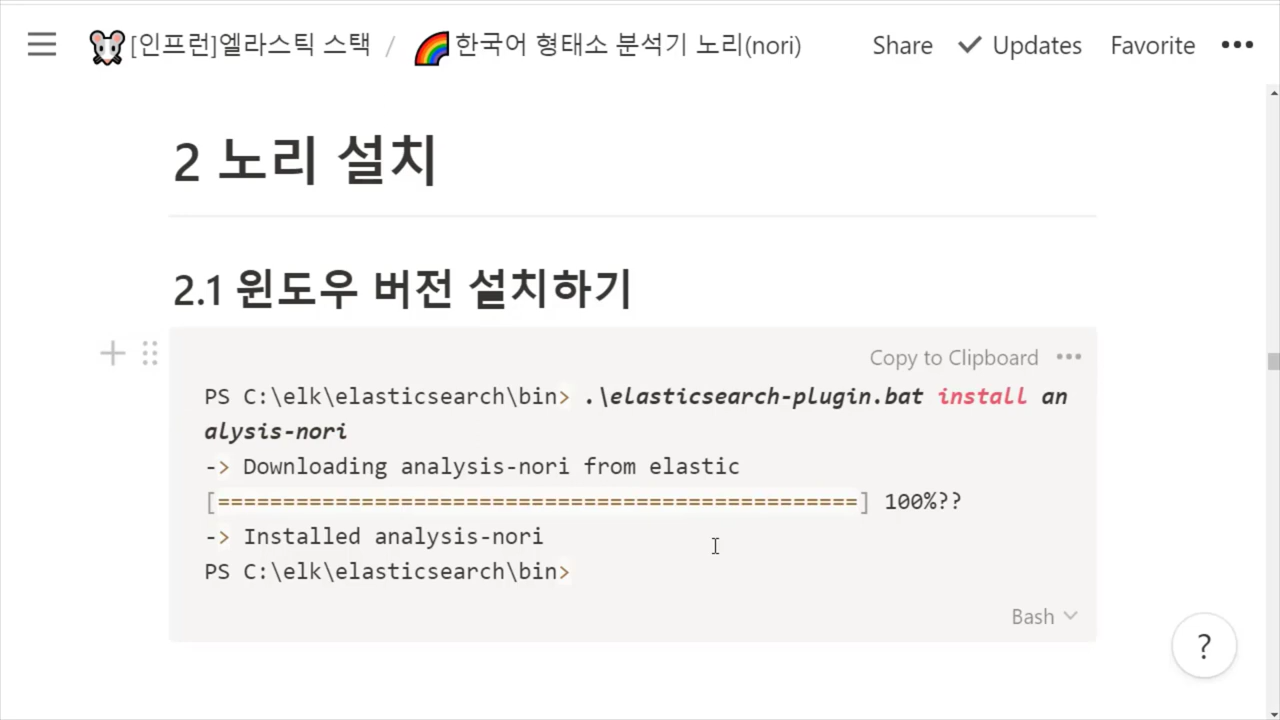 [인프런]엘라스틱 스택 / 한국어 형태소 분석기 노리(nori) Share Updates Favorite •••
2 노리 설치
2.1 윈도우 버전 설치하기
Copy to Clipboard •••
PS C:\elk\elasticsearch\bin> .\elasticsearch-plugin.bat install an
alysis-nori
-> Downloading analysis-nori from elastic
[=================================================] 100%??
-> Installed analysis-nori
PS C:\elk\elasticsearch\bin>
Bash
?